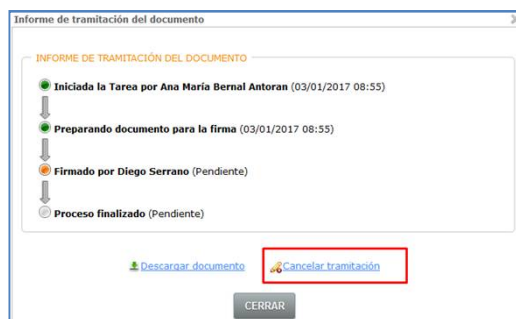 Informe de tramitación del documento
INFORME DE TRAMITACIÓN DEL DOCUMENTO
Iniciada la Tarea por Ana María Bernal Antoran (03/01/2017 08:55)
Preparando documento para la firma (03/01/2017 08:55)
Firmado por Diego Serrano (Pendiente)
Proceso finalizado (Pendiente)
Descargar documento Cancelar tramitación
CERRAR